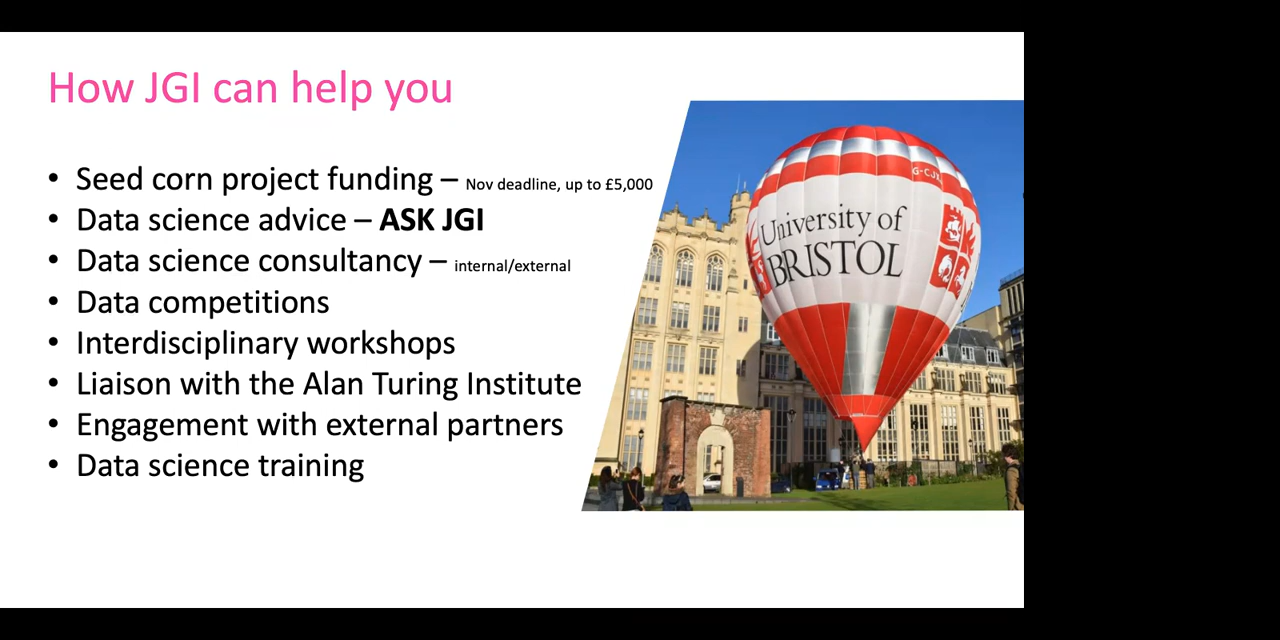 How JGI can help you
• Seed corn project funding – Nov deadline, up to £5,000
• Data science advice – ASK JGI
• Data science consultancy – internal/external
• Data competitions
• Interdisciplinary workshops
• Liaison with the Alan Turing Institute
• Engagement with external partners
• Data science training
University of
BRISTOL